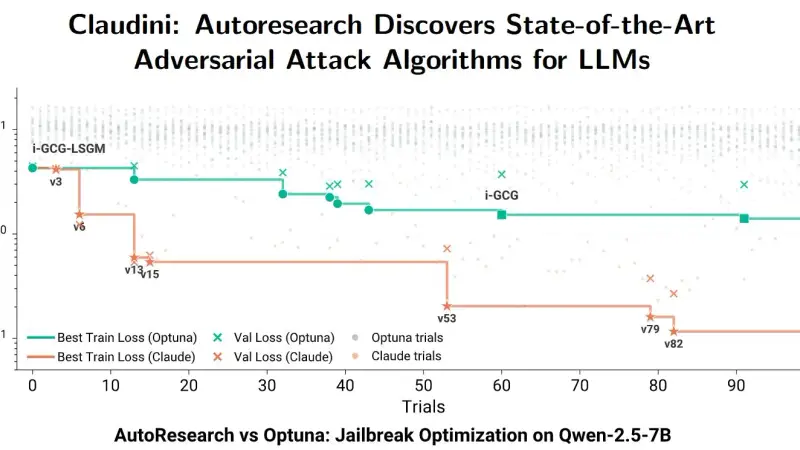 Claudini: Autoresearch Discovers State-of-the-Art
Adversarial Attack Algorithms for LLMs
1
0
1
i-GCG-LSGM
v3
v6
v13
v15
i-GCG
v53
v79
v82
Best Train Loss (Optuna)
Val Loss (Optuna)
Optuna trials
Best Train Loss (Claude)
Val Loss (Claude)
Claude trials
0 10 20 30 40 50 60 70 80 90
Trials
AutoResearch vs Optuna: Jailbreak Optimization on Qwen-2.5-7B